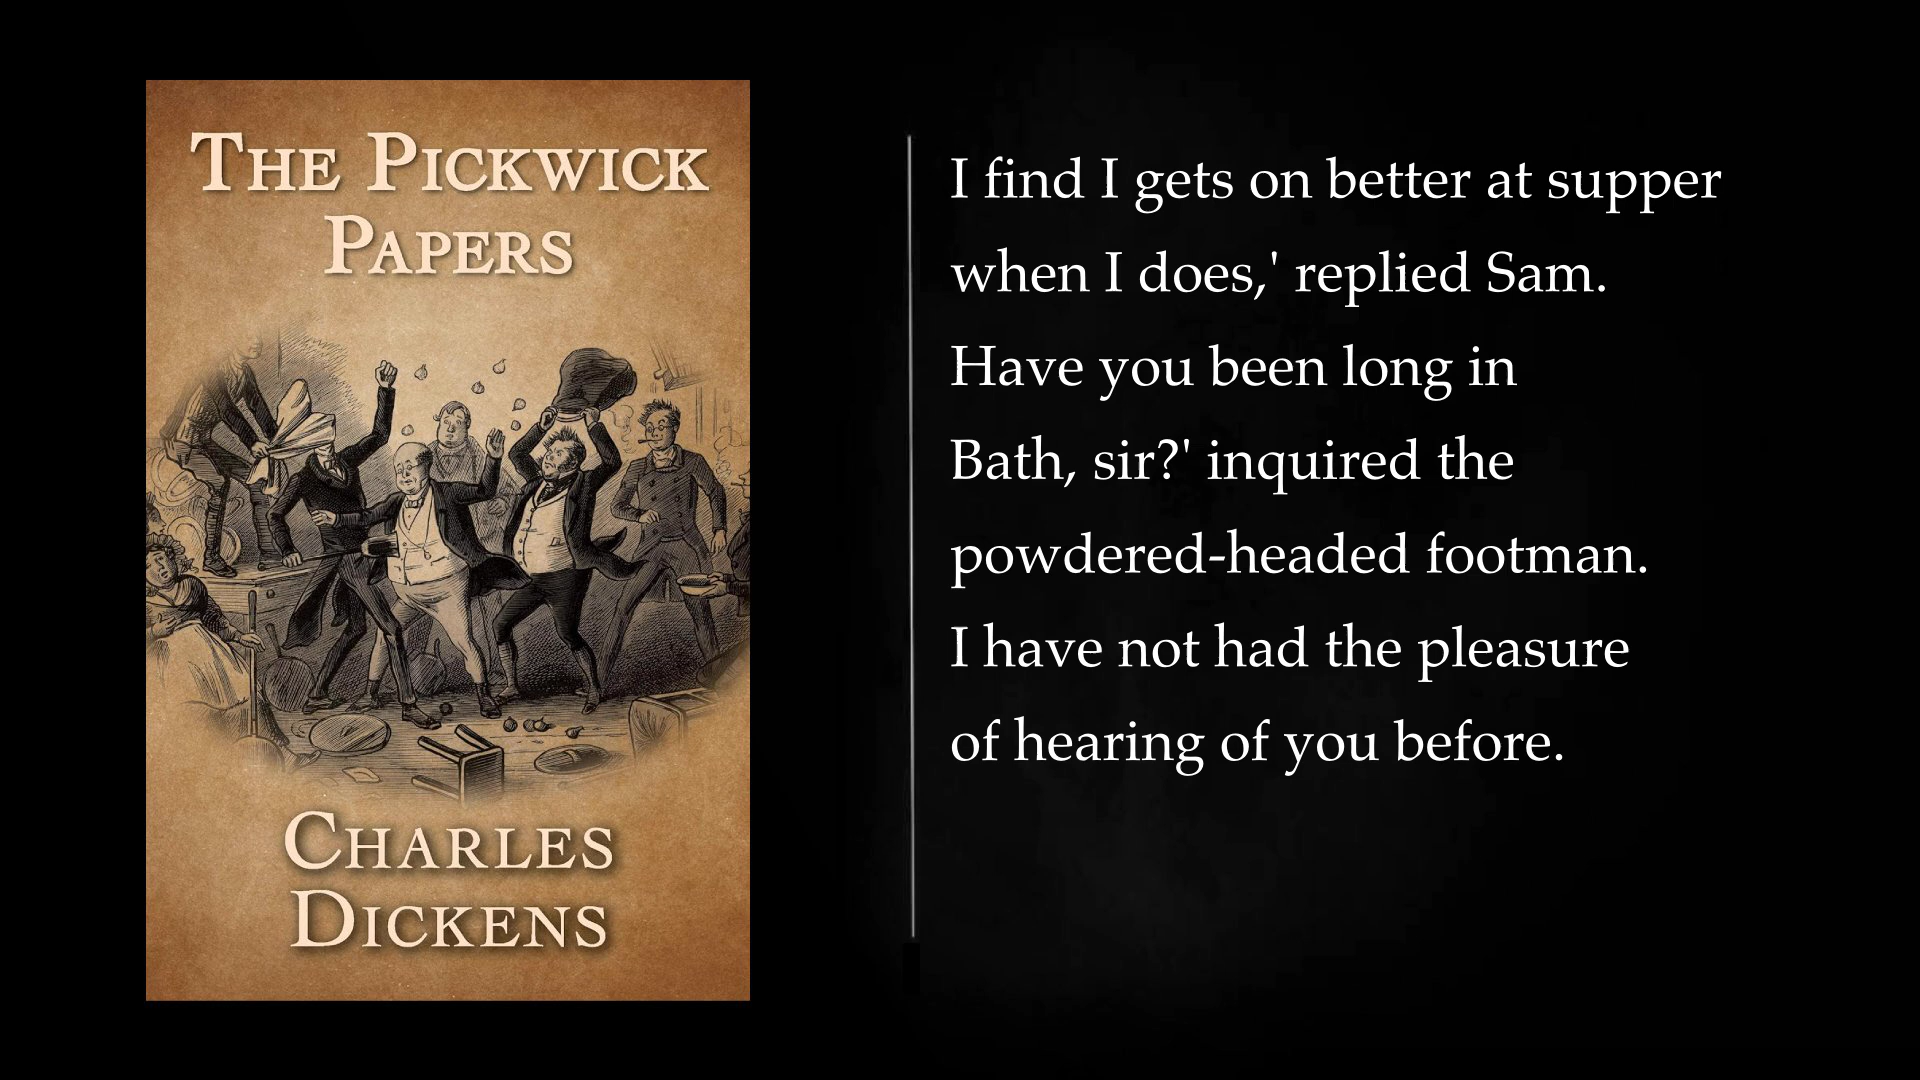 The Pickwick
Papers
Charles
Dickens
I find I gets on better at supper
when I does,' replied Sam.
Have you been long in
Bath, sir?' inquired the
powdered-headed footman.
I have not had the pleasure
of hearing of you before.